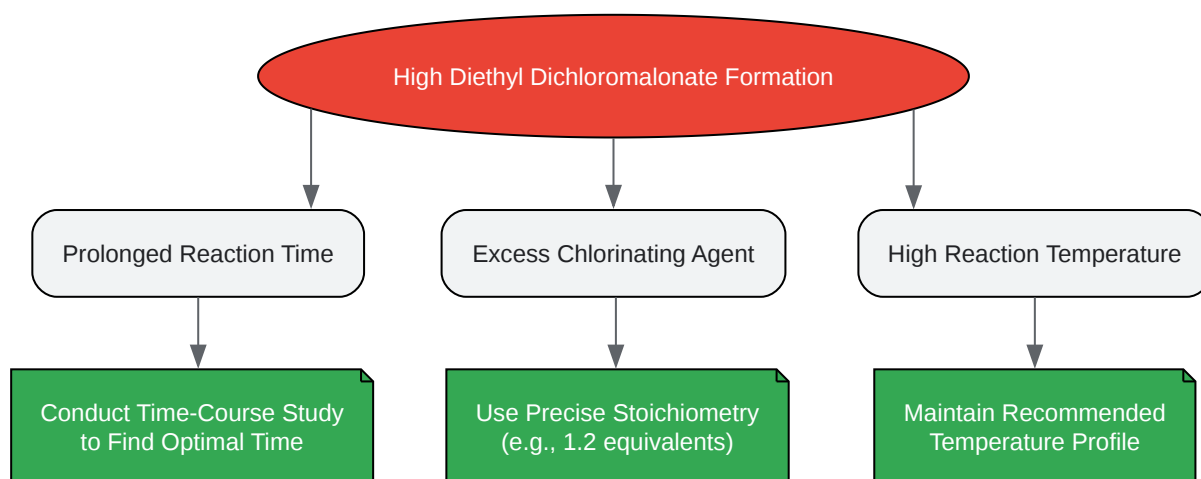 High Diethyl Dichloromalonate Formation
Prolonged Reaction Time
Excess Chlorinating Agent
High Reaction Temperature
Conduct Time-Course Study
to Find Optimal Time
Use Precise Stoichiometry
(e.g., 1.2 equivalents)
Maintain Recommended
Temperature Profile